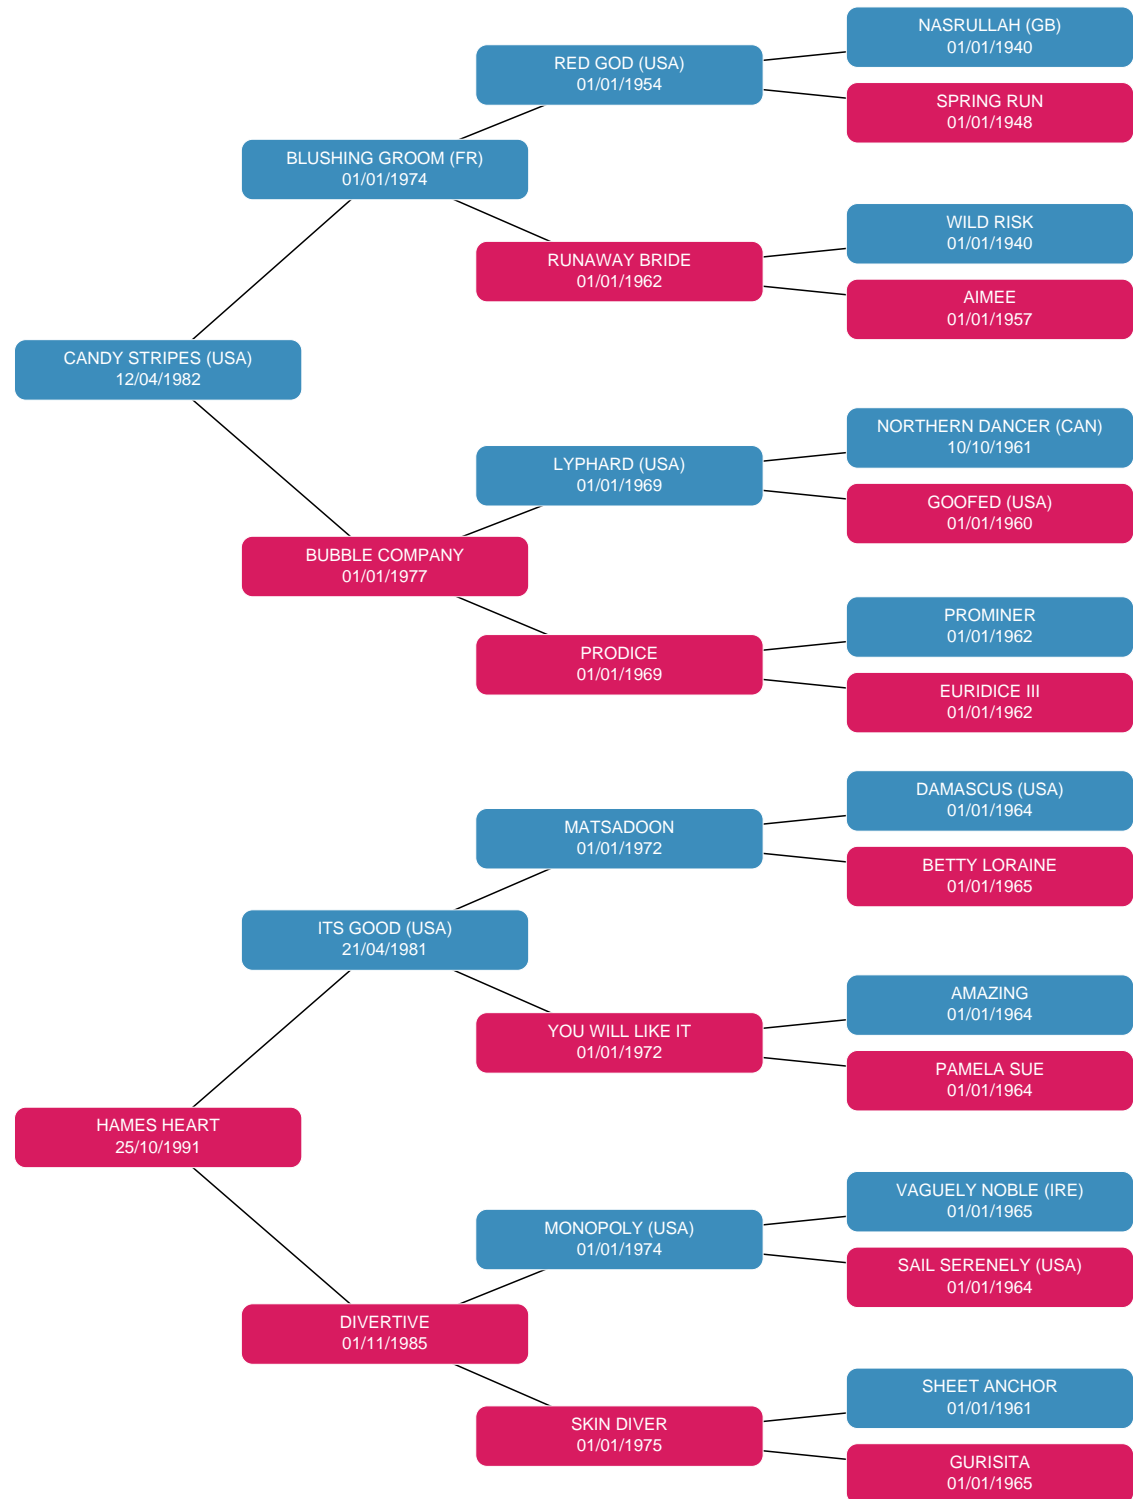 NASRULLAH (GB)
01/01/1940
RED GOD (USA)
01/01/1954
SPRING RUN
01/01/1948
BLUSHING GROOM (FR)
01/01/1974
WILD RISK
01/01/1940
RUNAWAY BRIDE
01/01/1962
AIMEE
01/01/1957
CANDY STRIPES (USA)
12/04/1982
NORTHERN DANCER (CAN)
10/10/1961
LYPHARD (USA)
01/01/1969
GOOFED (USA)
01/01/1960
BUBBLE COMPANY
01/01/1977
PROMINER
01/01/1962
PRODICE
01/01/1969
EURIDICE III
01/01/1962
DAMASCUS (USA)
01/01/1964
MATSADOON
01/01/1972
BETTY LORAINE
01/01/1965
ITS GOOD (USA)
21/04/1981
AMAZING
01/01/1964
YOU WILL LIKE IT
01/01/1972
PAMELA SUE
01/01/1964
HAMES HEART
25/10/1991
VAGUELY NOBLE (IRE)
01/01/1965
MONOPOLY (USA)
01/01/1974
SAIL SERENELY (USA)
01/01/1964
DIVERTIVE
01/11/1985
SHEET ANCHOR
01/01/1961
SKIN DIVER
01/01/1975
GURISITA
01/01/1965